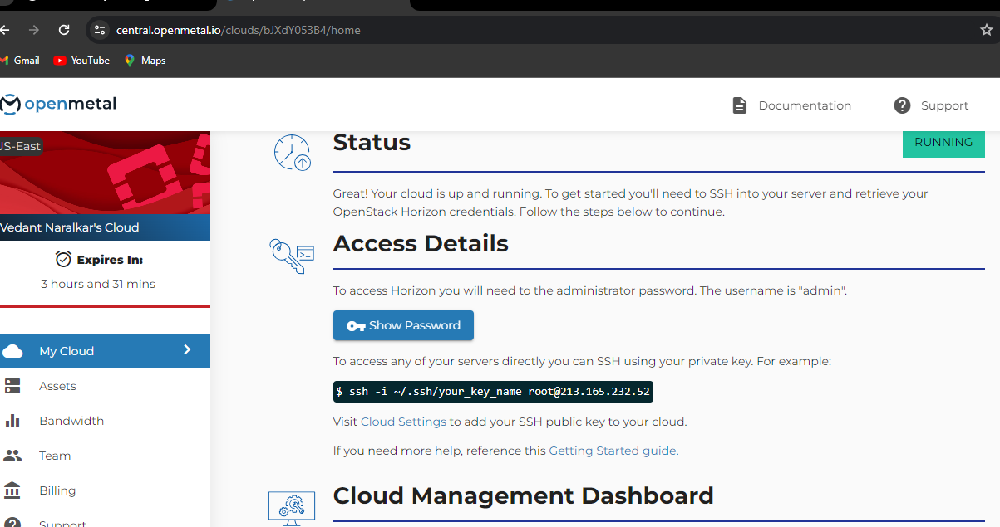 central.openmetal.io/clouds/bJXdY053B4/home
Gmail YouTube Maps
openmetal
Documentation Support
US-East
Vedant Naralkar's Cloud
Expires In:
3 hours and 31 mins
My Cloud
Assets
Bandwidth
Team
Billing
Support
Status
RUNNING
Great! Your cloud is up and running. To get started you'll need to SSH into your server and retrieve your
OpenStack Horizon credentials. Follow the steps below to continue.
Access Details
To access Horizon you will need to the administrator password. The username is "admin".
Show Password
To access any of your servers directly you can SSH using your private key. For example:
$ ssh -i ~/.ssh/your_key_name root@213.165.232.52
Visit Cloud Settings to add your SSH public key to your cloud.
If you need more help, reference this Getting Started guide.
Cloud Management Dashboard